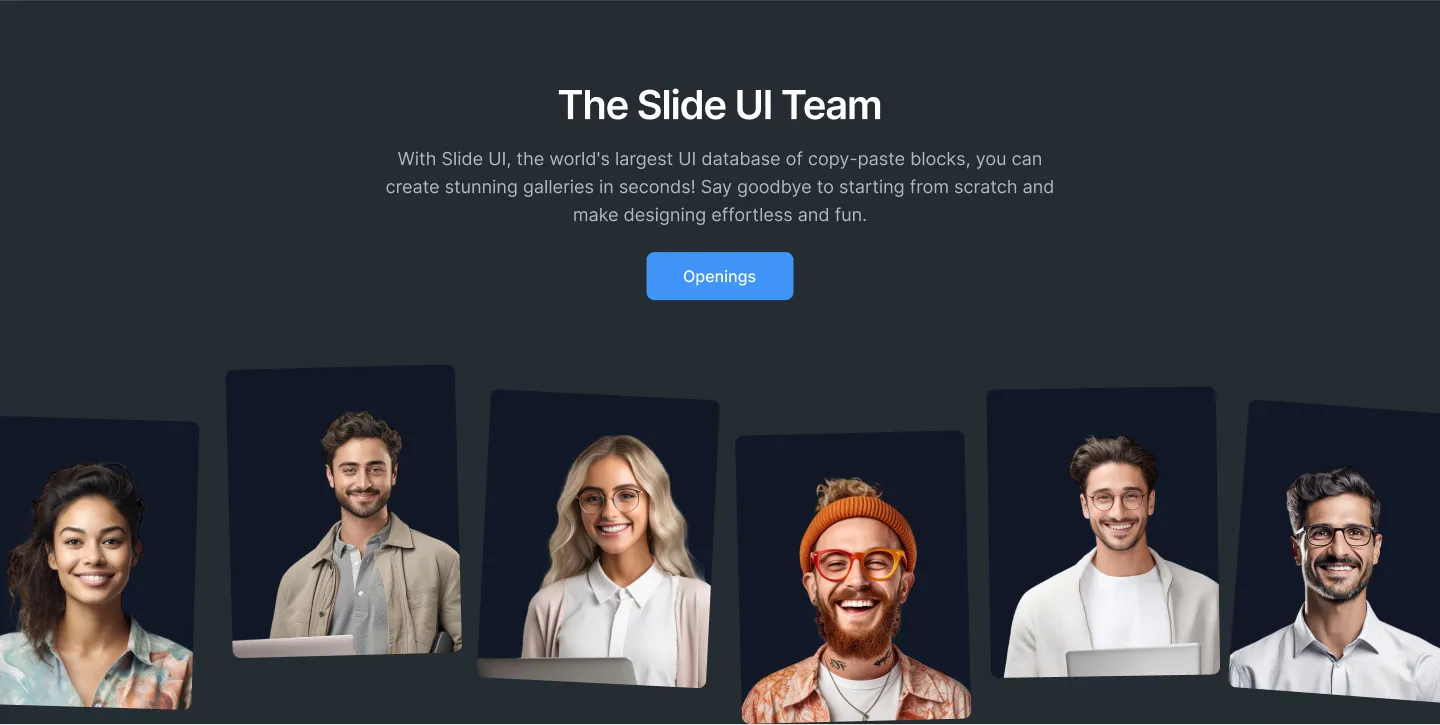 The Slide UI Team
With Slide UI, the world's largest UI database of copy-paste blocks, you can
create stunning galleries in seconds! Say goodbye to starting from scratch and
make designing effortless and fun.
Openings